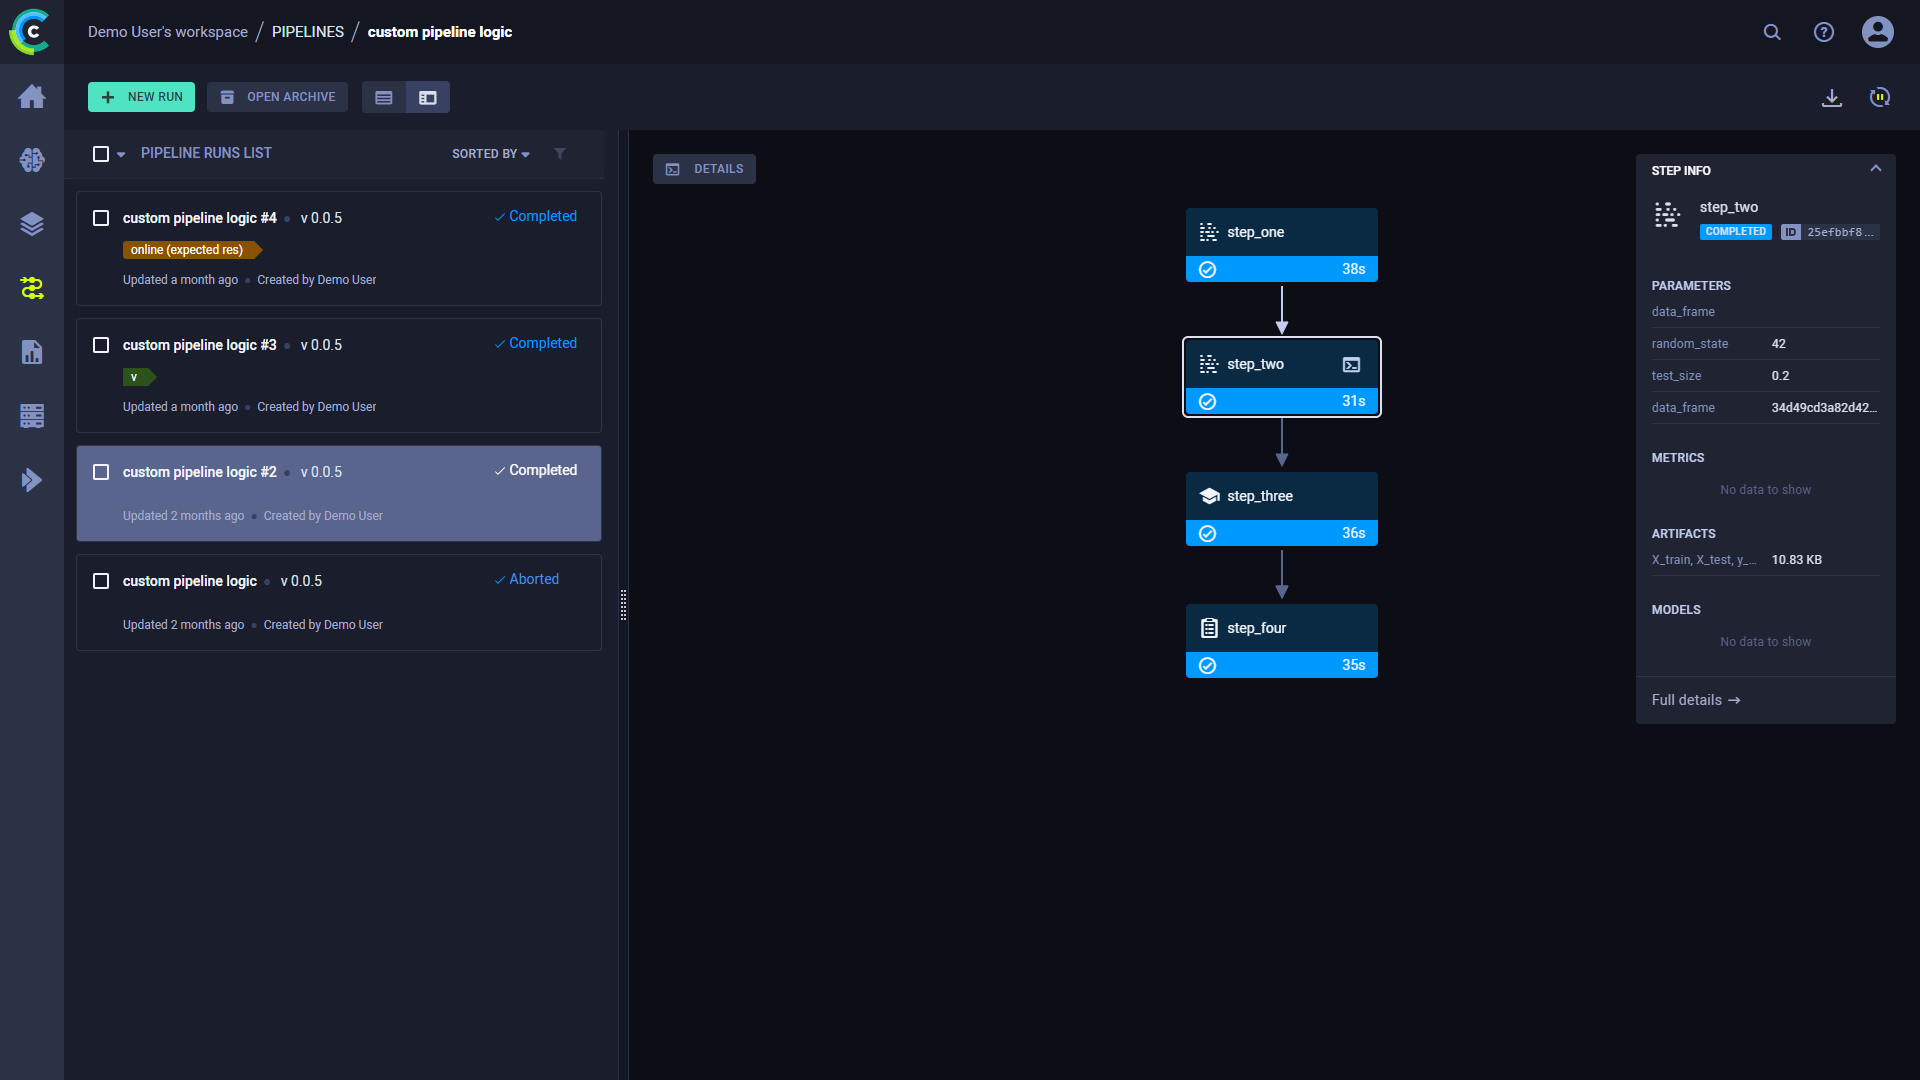 Demo User's workspace / PIPELINES / custom pipeline logic
NEW RUN
OPEN ARCHIVE
PIPELINE RUNS LIST
SORTED BY
custom pipeline logic #4 v 0.0.5
Completed
online (expected res)
Updated a month ago Created by Demo User
custom pipeline logic #3 v 0.0.5
Completed
v
Updated a month ago Created by Demo User
custom pipeline logic #2 v 0.0.5
Completed
Updated 2 months ago Created by Demo User
custom pipeline logic v 0.0.5
Aborted
Updated 2 months ago Created by Demo User
DETAILS
step_one
38s
step_two
31s
step_three
36s
step_four
35s
STEP INFO
step_two
COMPLETED ID 25efbbf8...
PARAMETERS
data_frame
random_state 42
test_size 0.2
data_frame 34d49cd3a82d42...
METRICS
No data to show
ARTIFACTS
X_train, X_test, y_... 10.83 KB
MODELS
No data to show
Full details →